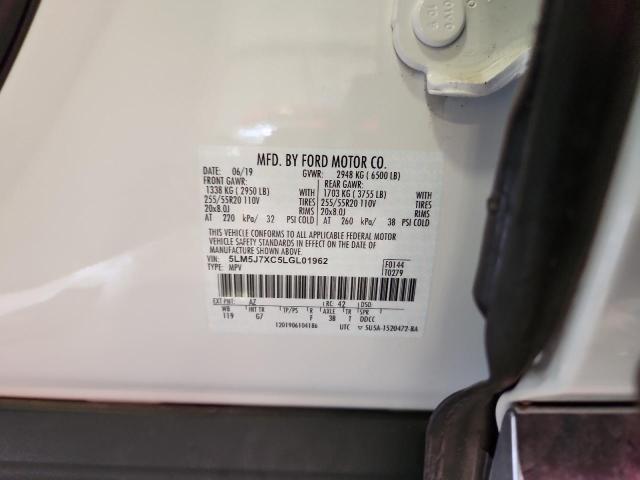 MFD. BY FORD MOTOR CO.
DATE: 06/19 GVWR: 2948 KG ( 6500 LB)
FRONT GAWR: REAR GAWR:
1338 KG ( 2950 LB) WITH 1703 KG ( 3755 LB) WITH
255/55R20 110V TIRES 255/55R20 110V TIRES
20x8.0J RIMS 20x8.0J RIMS
AT 220 kPa/ 32 PSI COLD AT 260 kPa/ 38 PSI COLD
THIS VEHICLE CONFORMS TO ALL APPLICABLE FEDERAL MOTOR
VEHICLE SAFETY STANDARDS IN EFFECT ON THE DATE OF
MANUFACTURE SHOWN ABOVE.
VIN: 5LM5J7XC5LGL01962 F0144
TYPE: MPV T0279
EXT PNT: AZ RC: 42 DSO:
WB INT TR TP/PS R AXLE TR SPR
119 G7 F 38 T DDCC
1201906104186 UTC 5U5A-1520472-BA